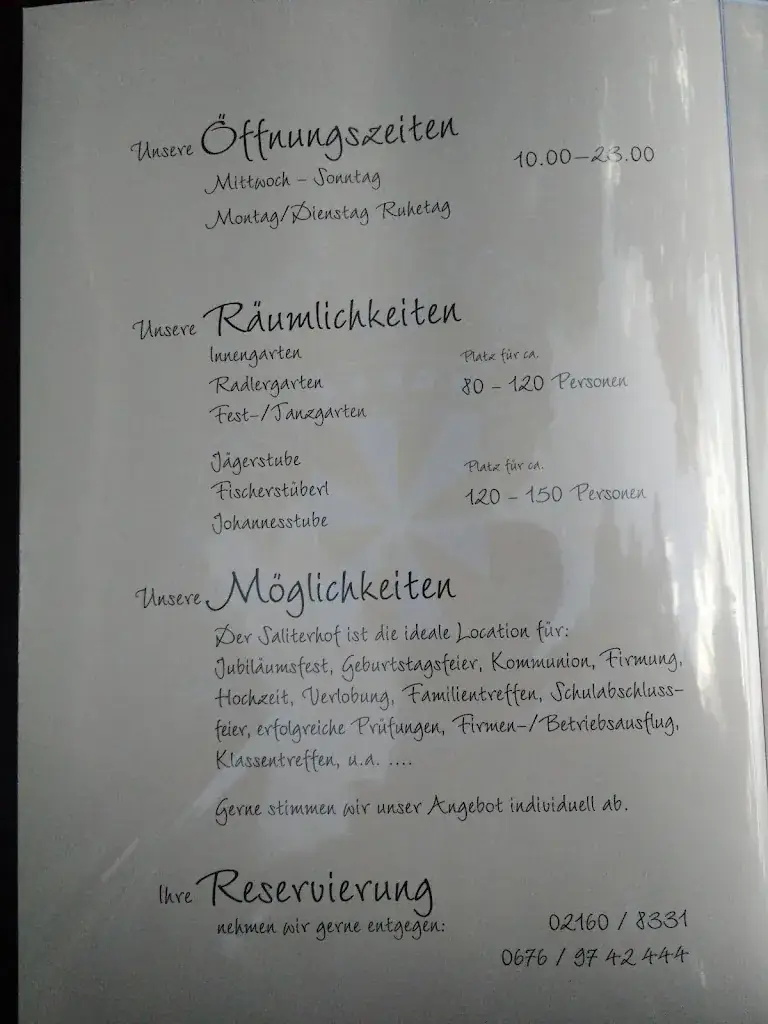 Unsere Öffnungszeiten
10.00–23.00
Mittwoch – Sonntag
Montag/Dienstag Ruhetag
Unsere Räumlichkeiten
Innengarten
Platz für ca.
Radlergarten
80 – 120 Personen
Fest-/Tanzgarten
Jägerstube
Platz für ca.
Fischerstüberl
120 – 150 Personen
Johannesstube
Unsere Möglichkeiten
Der Saliterhof ist die ideale Location für:
Jubiläumsfest, Geburtstagsfeier, Kommunion, Firmung,
Hochzeit, Verlobung, Familientreffen, Schulabschluss-
feier, erfolgreiche Prüfungen, Firmen-/Betriebsausflug,
Klassentreffen, u.a. ....
Gerne stimmen wir unser Angebot individuell ab.
Ihre Reservierung
nehmen wir gerne entgegen:
02160 / 8331
0676 / 97 42 444